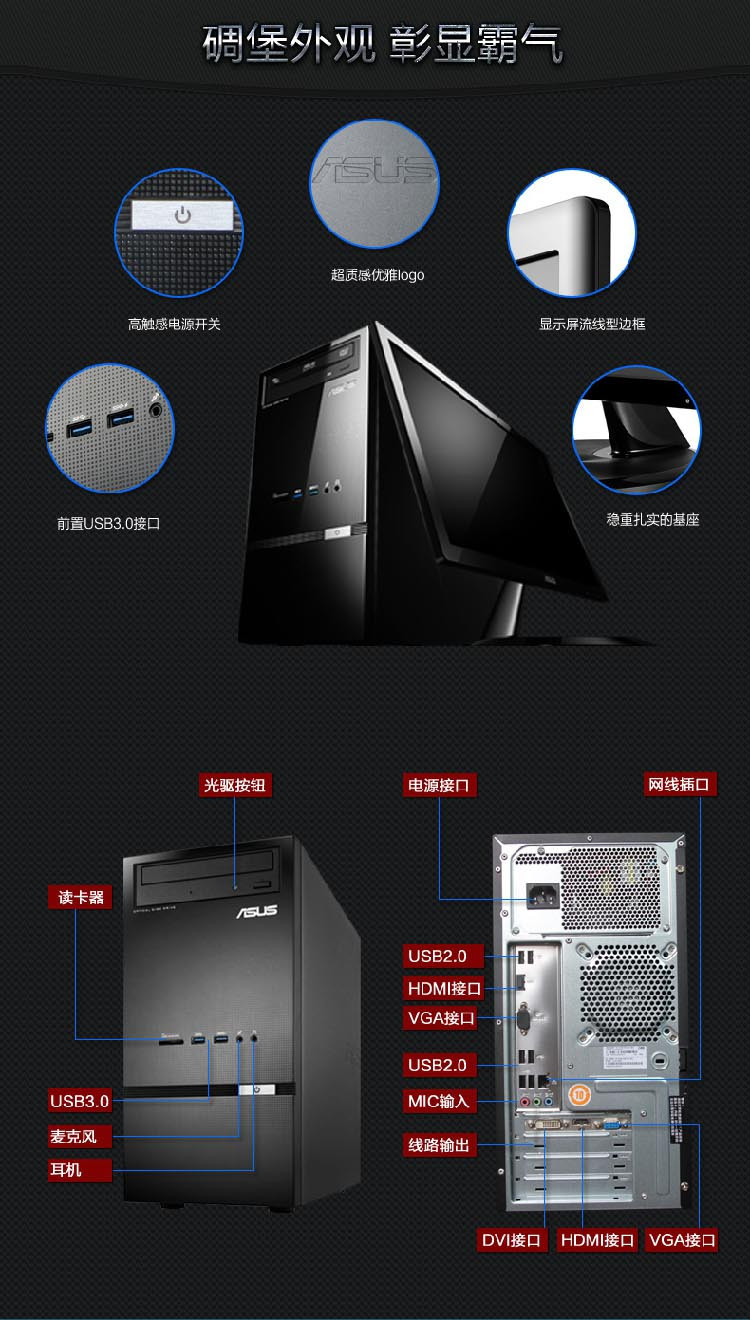 碉堡外观 彰显霸气
ASUS
超质感优雅logo
高触感电源开关
显示屏流线型边框
前置USB3.0接口
稳重扎实的基座
ASUS
光驱按钮
电源接口
网线插口
读卡器
ASUS
USB2.0
HDMI接口
VGA接口
USB2.0
USB3.0
MIC输入
10
麦克风
线路输出
耳机
DVI接口
HDMI接口
VGA接口